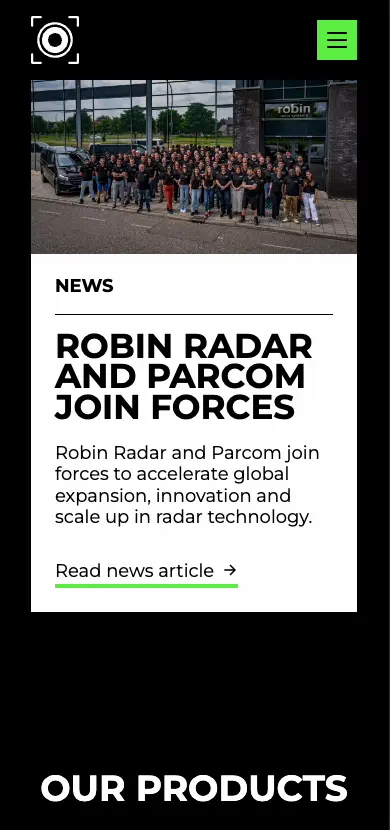 robin
NEWS
ROBIN RADAR
AND PARCOM
JOIN FORCES
Robin Radar and Parcom join
forces to accelerate global
expansion, innovation and
scale up in radar technology.
Read news article →
OUR PRODUCTS